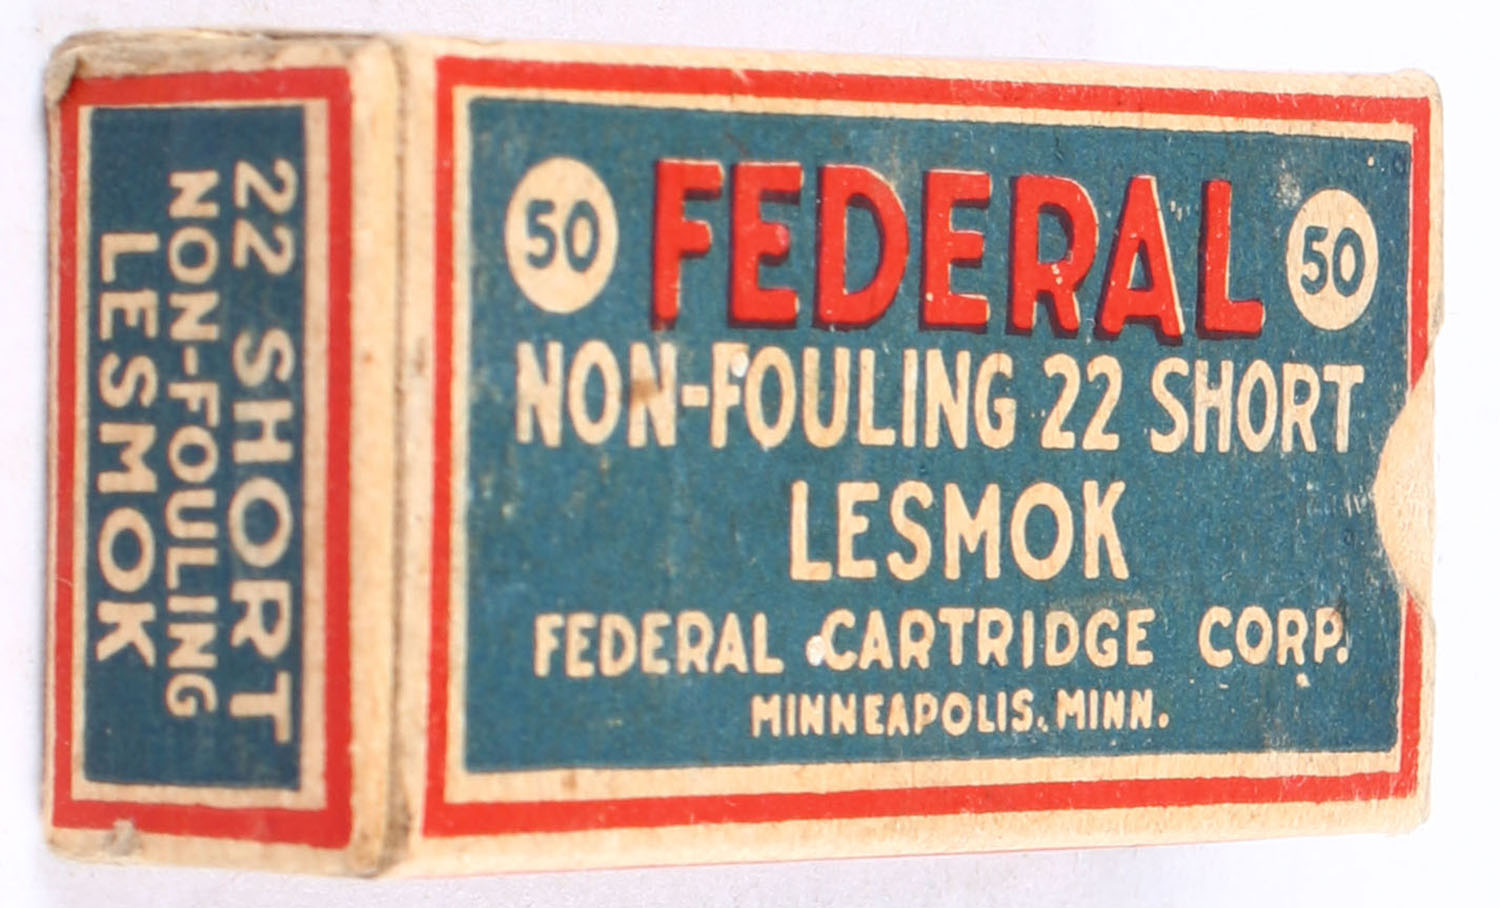 22 SHORT
NON-FOULING
LESMOK
50 FEDERAL 50
NON-FOULING 22 SHORT
LESMOK
FEDERAL CARTRIDGE CORP.
MINNEAPOLIS, MINN.